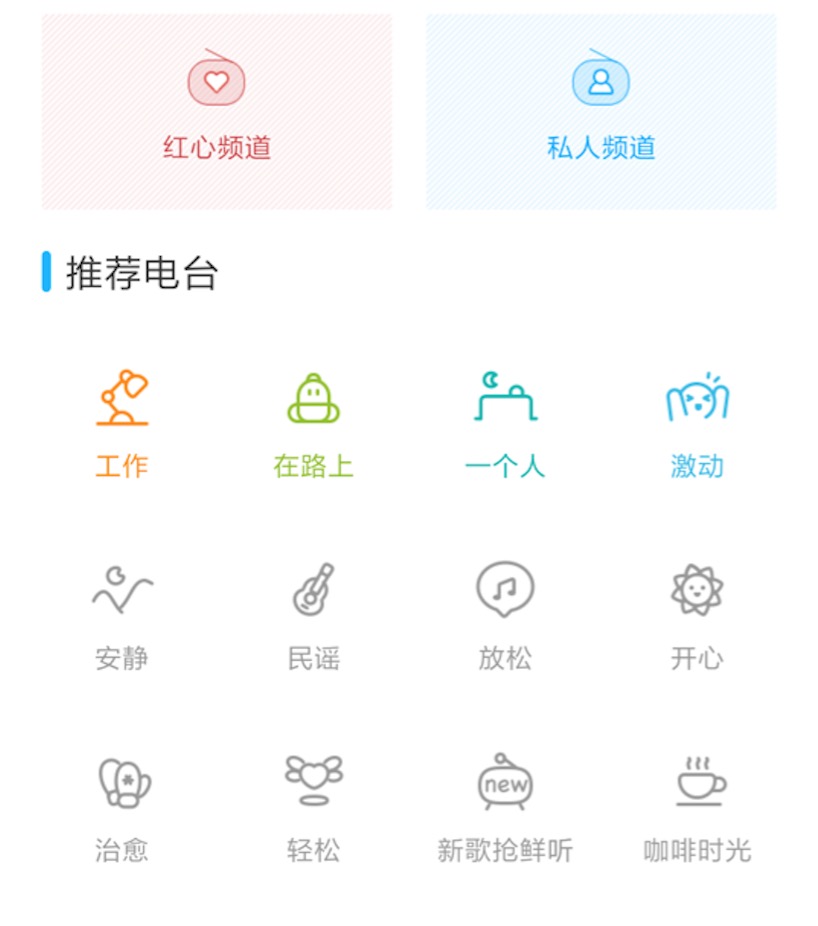 红心频道
私人频道
推荐电台
工作
在路上
一个人
激动
安静
民谣
放松
开心
治愈
轻松
new
新歌抢鲜听
咖啡时光